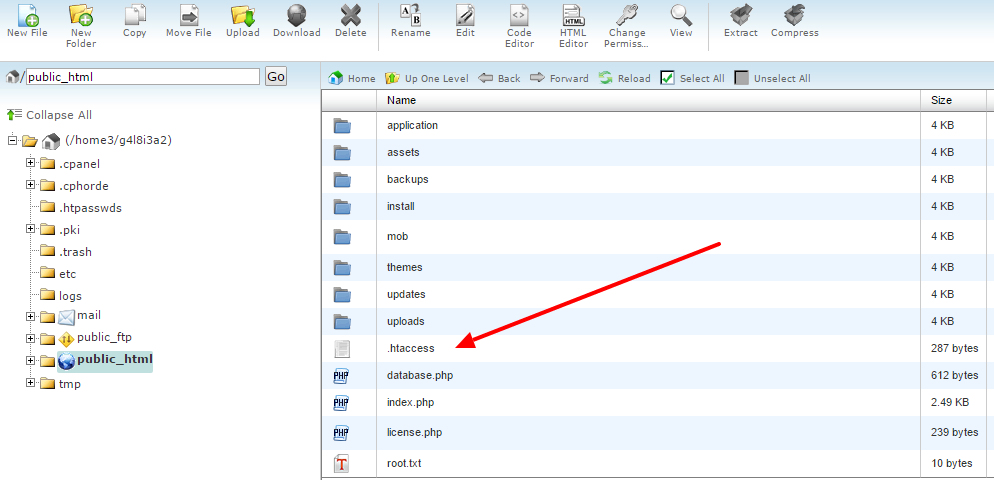 New File
New Folder
Copy
Move File
Upload
Download
Delete
Rename
Edit
Code Editor
HTML Editor
Change Permiss...
View
Extract
Compress
/ public_html Go
Home Up One Level Back Forward Reload Select All Unselect All
Collapse All
(/home3/g4l8i3a2)
.cpanel
.cphorde
.htpasswds
.pki
.trash
etc
logs
mail
public_ftp
public_html
tmp
Name Size
application 4 KB
assets 4 KB
backups 4 KB
install 4 KB
mob 4 KB
themes 4 KB
updates 4 KB
uploads 4 KB
.htaccess 287 bytes
database.php 612 bytes
index.php 2.49 KB
license.php 239 bytes
root.txt 10 bytes